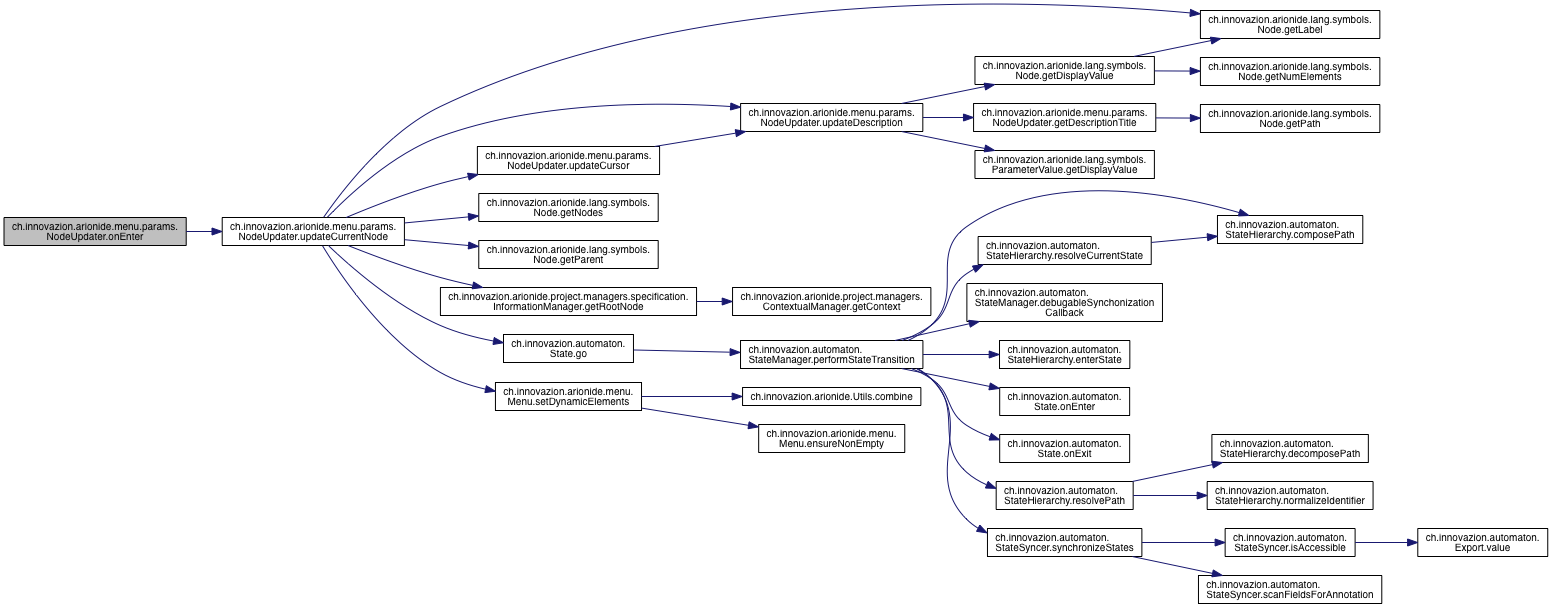 ch.innovazion.arionide.menu.params.
NodeUpdater.onEnter
ch.innovazion.arionide.menu.params.
NodeUpdater.updateCurrentNode
ch.innovazion.arionide.menu.params.
NodeUpdater.updateCursor
ch.innovazion.arionide.lang.symbols.
Node.getNodes
ch.innovazion.arionide.lang.symbols.
Node.getParent
ch.innovazion.arionide.project.managers.specification.
InformationManager.getRootNode
ch.innovazion.automaton.
State.go
ch.innovazion.arionide.menu.
Menu.setDynamicElements
ch.innovazion.arionide.menu.params.
NodeUpdater.updateDescription
ch.innovazion.arionide.project.managers.
ContextualManager.getContext
ch.innovazion.automaton.
StateManager.performStateTransition
ch.innovazion.arionide.Utils.combine
ch.innovazion.arionide.menu.
Menu.ensureNonEmpty
ch.innovazion.arionide.lang.symbols.
Node.getDisplayValue
ch.innovazion.arionide.menu.params.
NodeUpdater.getDescriptionTitle
ch.innovazion.arionide.lang.symbols.
ParameterValue.getDisplayValue
ch.innovazion.automaton.
StateHierarchy.resolveCurrentState
ch.innovazion.automaton.
StateManager.debugableSynchonization
Callback
ch.innovazion.automaton.
StateHierarchy.enterState
ch.innovazion.automaton.
State.onEnter
ch.innovazion.automaton.
State.onExit
ch.innovazion.automaton.
StateHierarchy.resolvePath
ch.innovazion.automaton.
StateSyncer.synchronizeStates
ch.innovazion.arionide.lang.symbols.
Node.getLabel
ch.innovazion.arionide.lang.symbols.
Node.getNumElements
ch.innovazion.arionide.lang.symbols.
Node.getPath
ch.innovazion.automaton.
StateHierarchy.composePath
ch.innovazion.automaton.
StateHierarchy.decomposePath
ch.innovazion.automaton.
StateHierarchy.normalizeIdentifier
ch.innovazion.automaton.
StateSyncer.isAccessible
ch.innovazion.automaton.
StateSyncer.scanFieldsForAnnotation
ch.innovazion.automaton.
Export.value